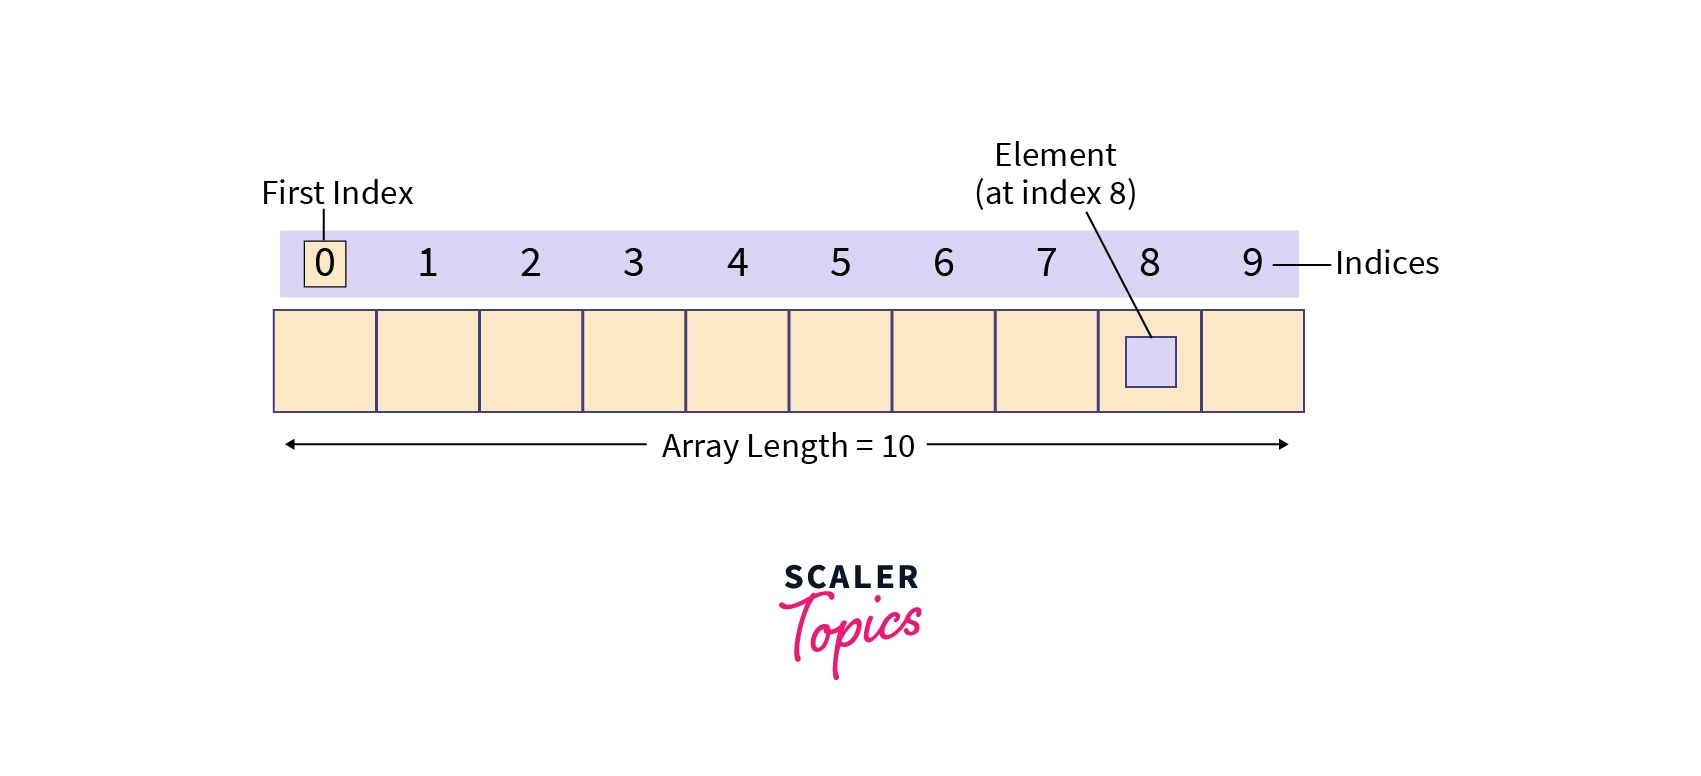 Element
First Index
(at index 8)
0 1 2 3 4 5 6 7 8 9 Indices
Array Length = 10
SCALER
Topics